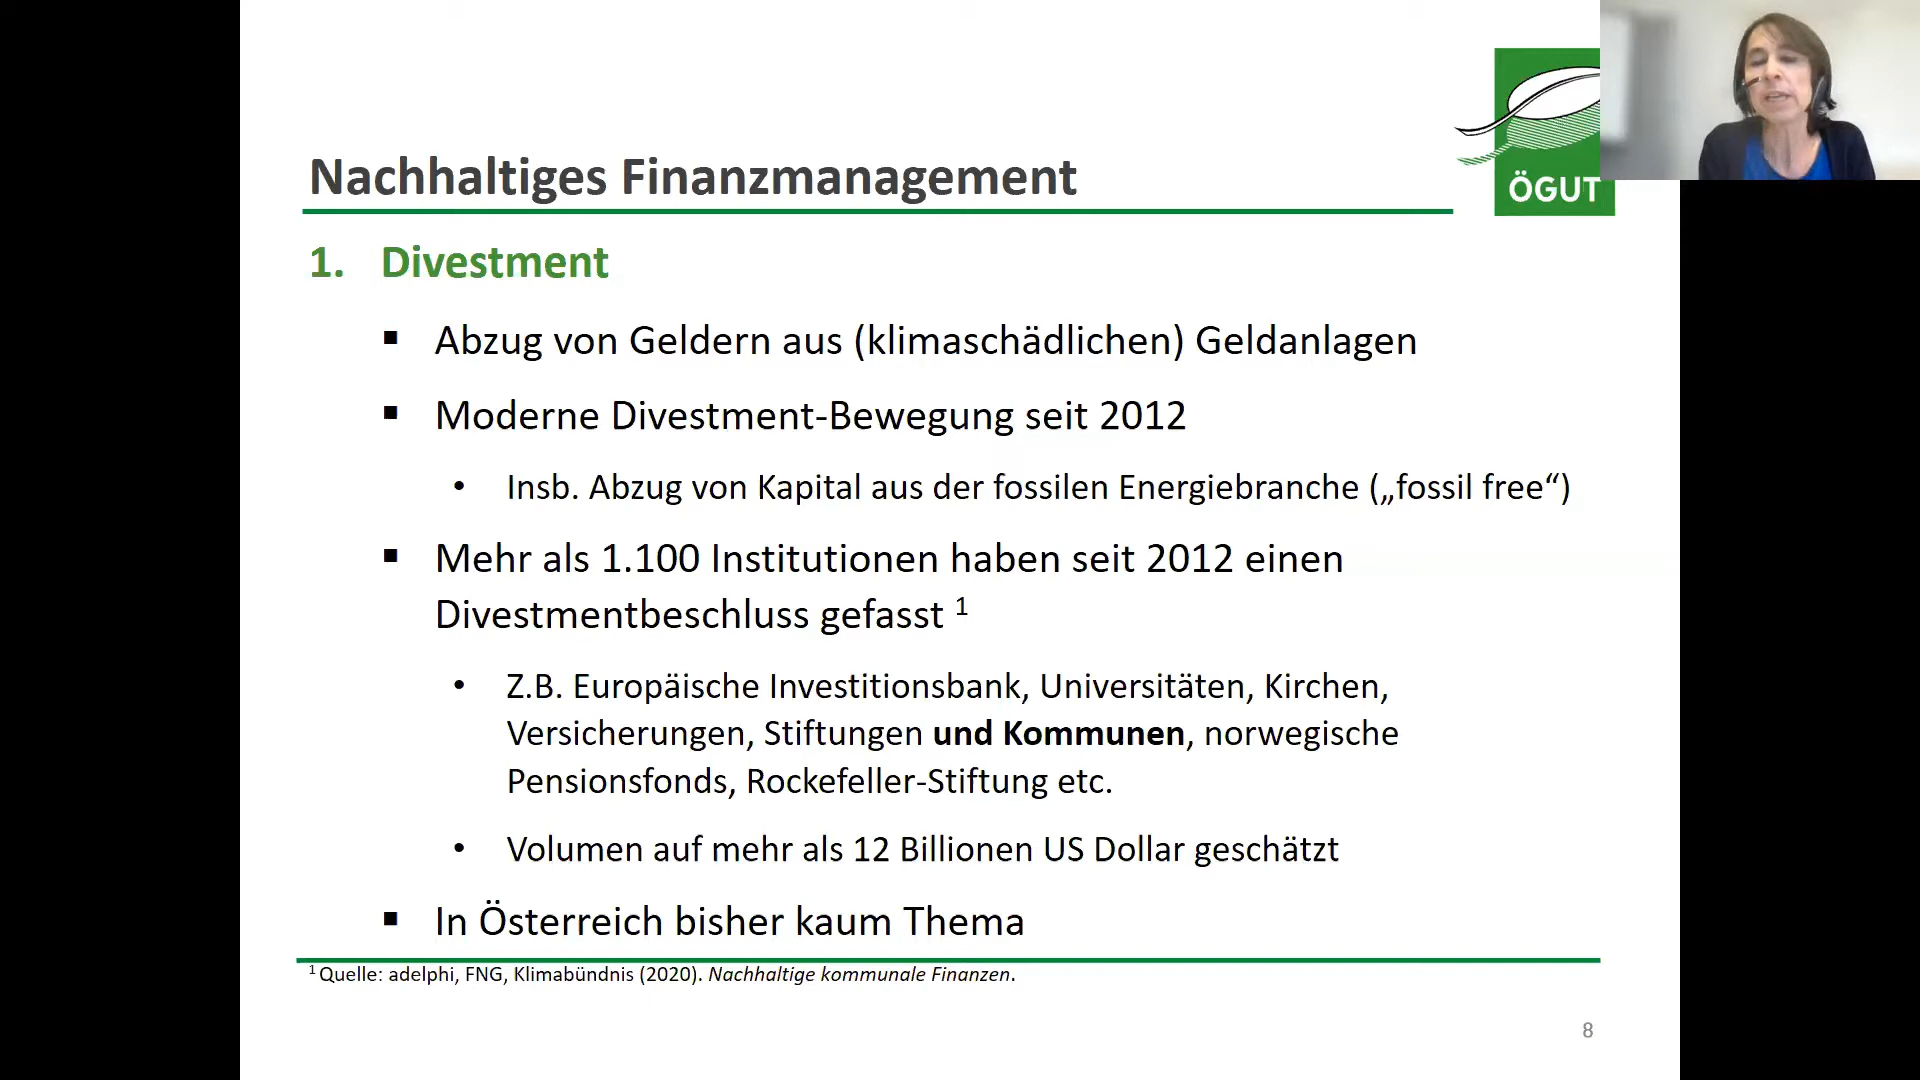 ÖGUT
Nachhaltiges Finanzmanagement
1. Divestment
▪ Abzug von Geldern aus (klimaschädlichen) Geldanlagen
▪ Moderne Divestment-Bewegung seit 2012
• Insb. Abzug von Kapital aus der fossilen Energiebranche („fossil free“)
▪ Mehr als 1.100 Institutionen haben seit 2012 einen
Divestmentbeschluss gefasst ¹
• Z.B. Europäische Investitionsbank, Universitäten, Kirchen,
Versicherungen, Stiftungen und Kommunen, norwegische
Pensionsfonds, Rockefeller-Stiftung etc.
• Volumen auf mehr als 12 Billionen US Dollar geschätzt
▪ In Österreich bisher kaum Thema
¹ Quelle: adelphi, FNG, Klimabündnis (2020). Nachhaltige kommunale Finanzen.
8